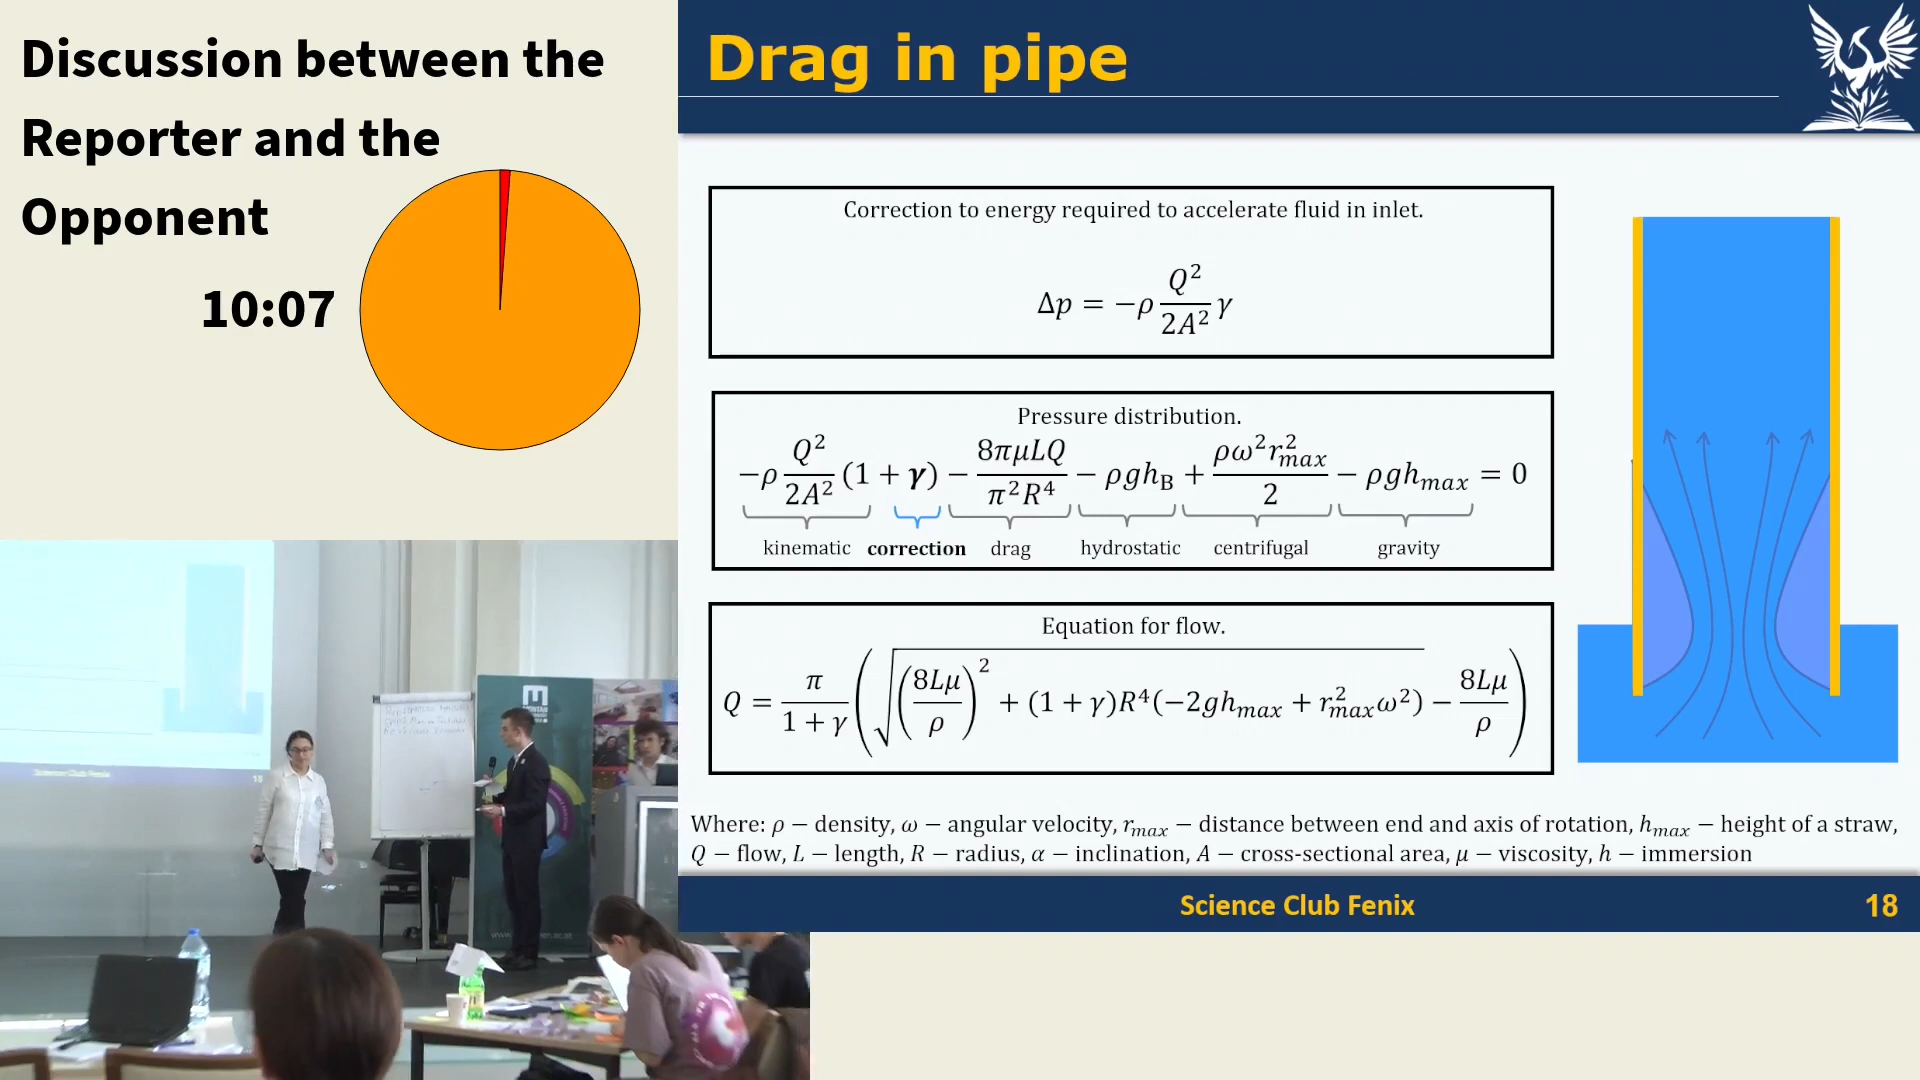 Discussion between the
Reporter and the
Opponent
10:07
Drag in pipe
Correction to energy required to accelerate fluid in inlet.
Δp = −ρ Q²/2A² γ
Pressure distribution.
−ρ Q²/2A² (1 + γ) − 8πμLQ/π²R⁴ − ρgh_B + ρω²r²_max/2 − ρgh_max = 0
kinematic correction drag hydrostatic centrifugal gravity
Equation for flow.
Q = π/(1 + γ) (√((8Lμ/ρ)² + (1 + γ)R⁴(−2gh_max + r²_max ω²)) − 8Lμ/ρ)
Where: ρ − density, ω − angular velocity, r_max − distance between end and axis of rotation, h_max − height of a straw,
Q − flow, L − length, R − radius, α − inclination, A − cross-sectional area, μ − viscosity, h − immersion
Science Club Fenix
18
Science Club Fenix
18